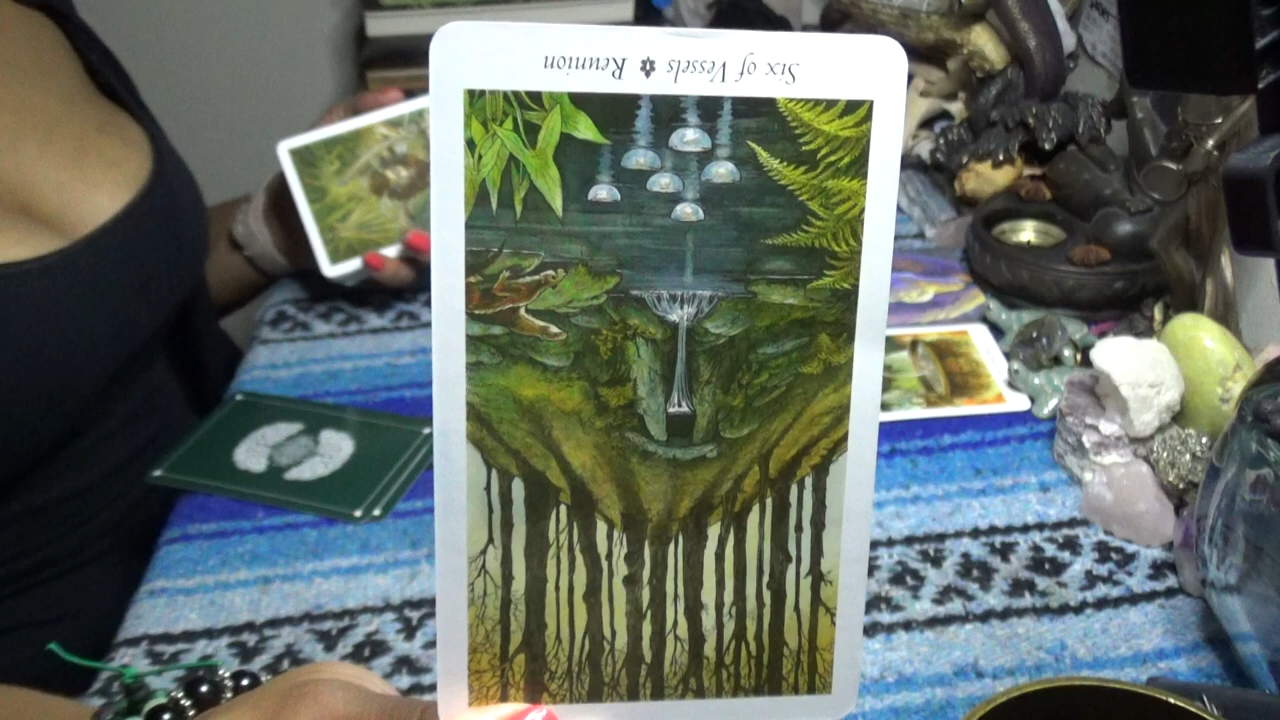 Six of Vessels ✽ Reunion